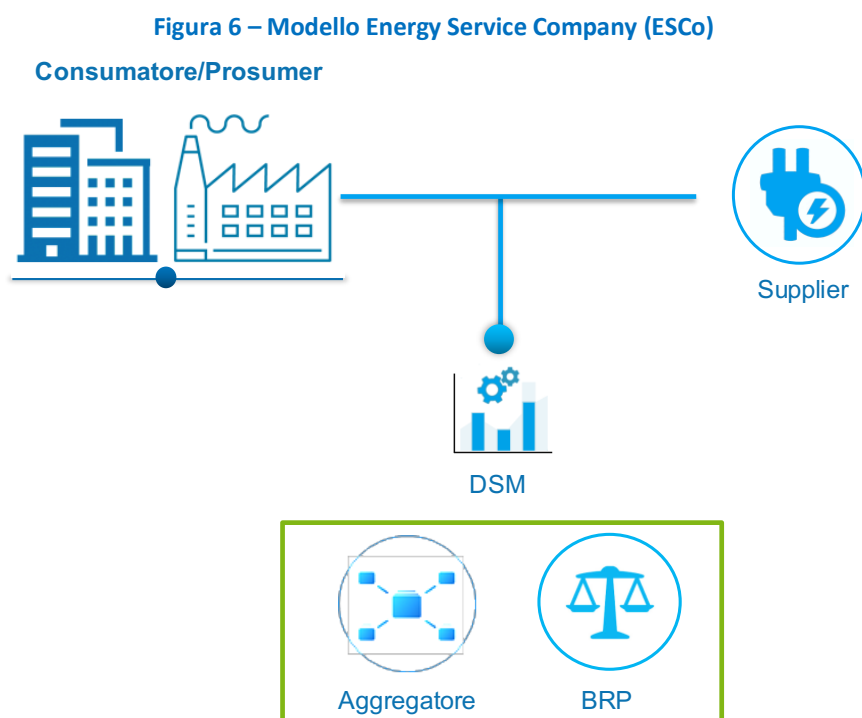 Figura 6 – Modello Energy Service Company (ESCo)
Consumatore/Prosumer
Supplier
DSM
Aggregatore
BRP